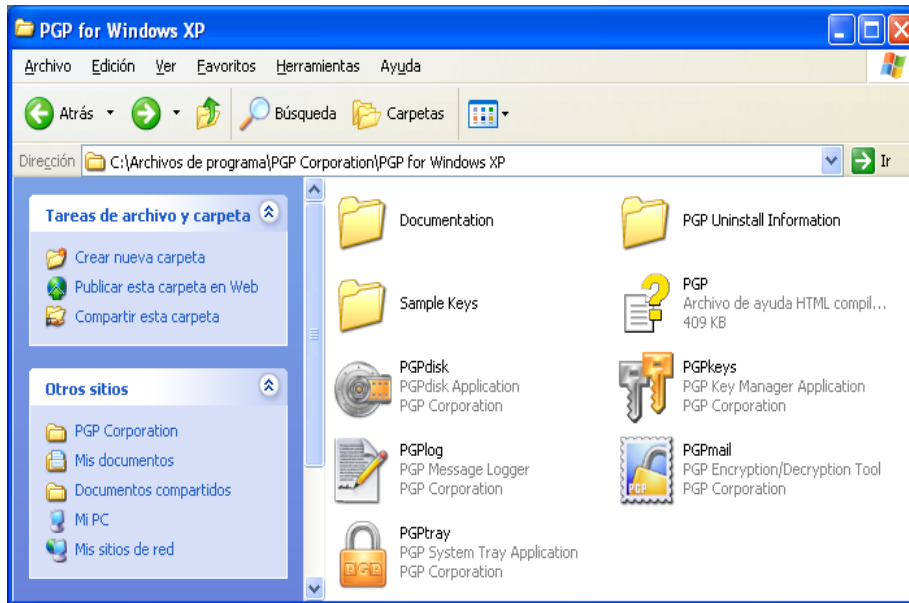 PGP for Windows XP
Archivo Edición Ver Favoritos Herramientas Ayuda
Atrás Búsqueda Carpetas
Dirección C:\Archivos de programa\PGP Corporation\PGP for Windows XP Ir
Tareas de archivo y carpeta
Crear nueva carpeta
Publicar esta carpeta en Web
Compartir esta carpeta
Otros sitios
PGP Corporation
Mis documentos
Documentos compartidos
Mi PC
Mis sitios de red
Documentation
PGP Uninstall Information
Sample Keys
PGP
Archivo de ayuda HTML compil...
409 KB
PGPdisk
PGPdisk Application
PGP Corporation
PGPkeys
PGP Key Manager Application
PGP Corporation
PGPlog
PGP Message Logger
PGP Corporation
PGP
PGPmail
PGP Encryption/Decryption Tool
PGP Corporation
PGP
PGPtray
PGP System Tray Application
PGP Corporation